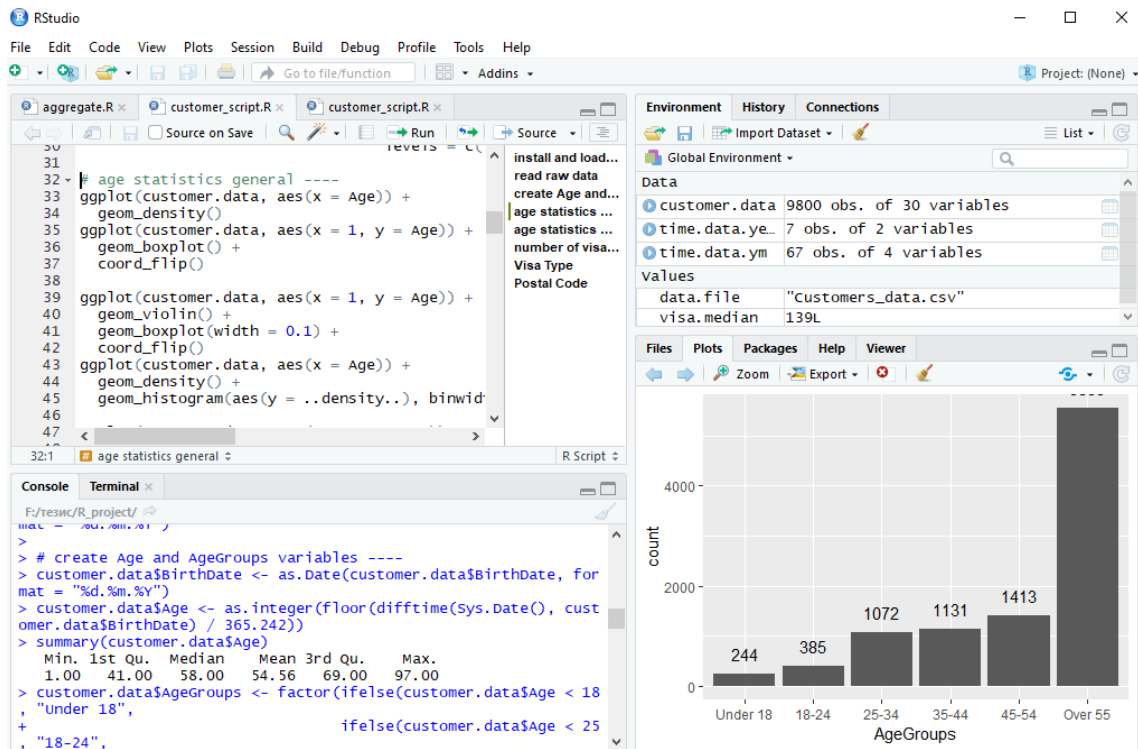 RStudio
File Edit Code View Plots Session Build Debug Profile Tools Help
Go to file/function Addins Project: (None)
aggregate.R customer_script.R customer_script.R
Source on Save Run Source
30 levels = c(
31
32 # age statistics general ----
33 ggplot(customer.data, aes(x = Age)) +
34 geom_density()
35 ggplot(customer.data, aes(x = 1, y = Age)) +
36 geom_boxplot() +
37 coord_flip()
38
39 ggplot(customer.data, aes(x = 1, y = Age)) +
40 geom_violin() +
41 geom_boxplot(width = 0.1) +
42 coord_flip()
43 ggplot(customer.data, aes(x = Age)) +
44 geom_density() +
45 geom_histogram(aes(y = ..density..), binwid
46
47
install and load...
read raw data
create Age and...
age statistics ...
age statistics ...
number of visa...
Visa Type
Postal Code
32:1 # age statistics general R Script
Console Terminal
F:/тезис/R_project/
mat = "%d.%m.%Y")
>
> # create Age and AgeGroups variables ----
> customer.data$BirthDate <- as.Date(customer.data$BirthDate, for
mat = "%d.%m.%Y")
> customer.data$Age <- as.integer(floor(difftime(Sys.Date(), cust
omer.data$BirthDate) / 365.242))
> summary(customer.data$Age)
Min. 1st Qu. Median Mean 3rd Qu. Max.
1.00 41.00 58.00 54.56 69.00 97.00
> customer.data$AgeGroups <- factor(ifelse(customer.data$Age < 18
, "Under 18",
+ ifelse(customer.data$Age < 25
, "18-24",
Environment History Connections
Import Dataset List
Global Environment
Data
customer.data 9800 obs. of 30 variables
time.data.ye… 7 obs. of 2 variables
time.data.ym 67 obs. of 4 variables
values
data.file "Customers_data.csv"
visa.median 139L
Files Plots Packages Help Viewer
Zoom Export
4000
2000
0
count
244
385
1072
1131
1413
Under 18 18-24 25-34 35-44 45-54 Over 55
AgeGroups